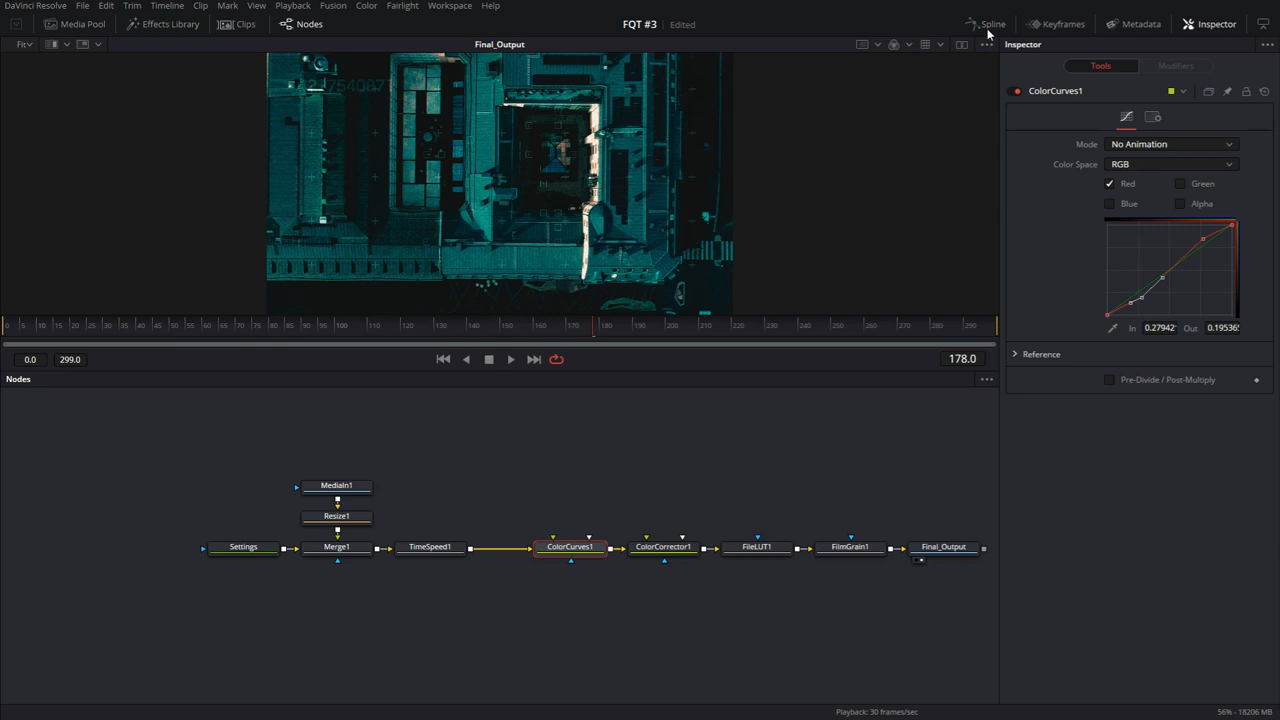 DaVinci Resolve File Edit Trim Timeline Clip Mark View Playback Fusion Color Fairlight Workspace Help
Media Pool Effects Library Clips Nodes FQT #3 Edited Spline Keyframes Metadata Inspector
Fit Final_Output Inspector
Tools Modifiers
ColorCurves1
Mode No Animation
Color Space RGB
Red Green
Blue Alpha
In 0.27942 Out 0.195365
Reference
Pre-Divide / Post-Multiply
0 5 10 15 20 25 30 35 40 45 50 55 60 65 70 75 80 85 90 100 110 120 130 140 150 160 170 180 190 200 210 220 230 240 250 260 270 280 290
0.0 299.0 178.0
Nodes
MediaIn1
Resize1
Settings Merge1 TimeSpeed1 ColorCurves1 ColorCorrector1 FileLUT1 FilmGrain1 Final_Output
Playback: 30 frames/sec 56% - 18206 MB